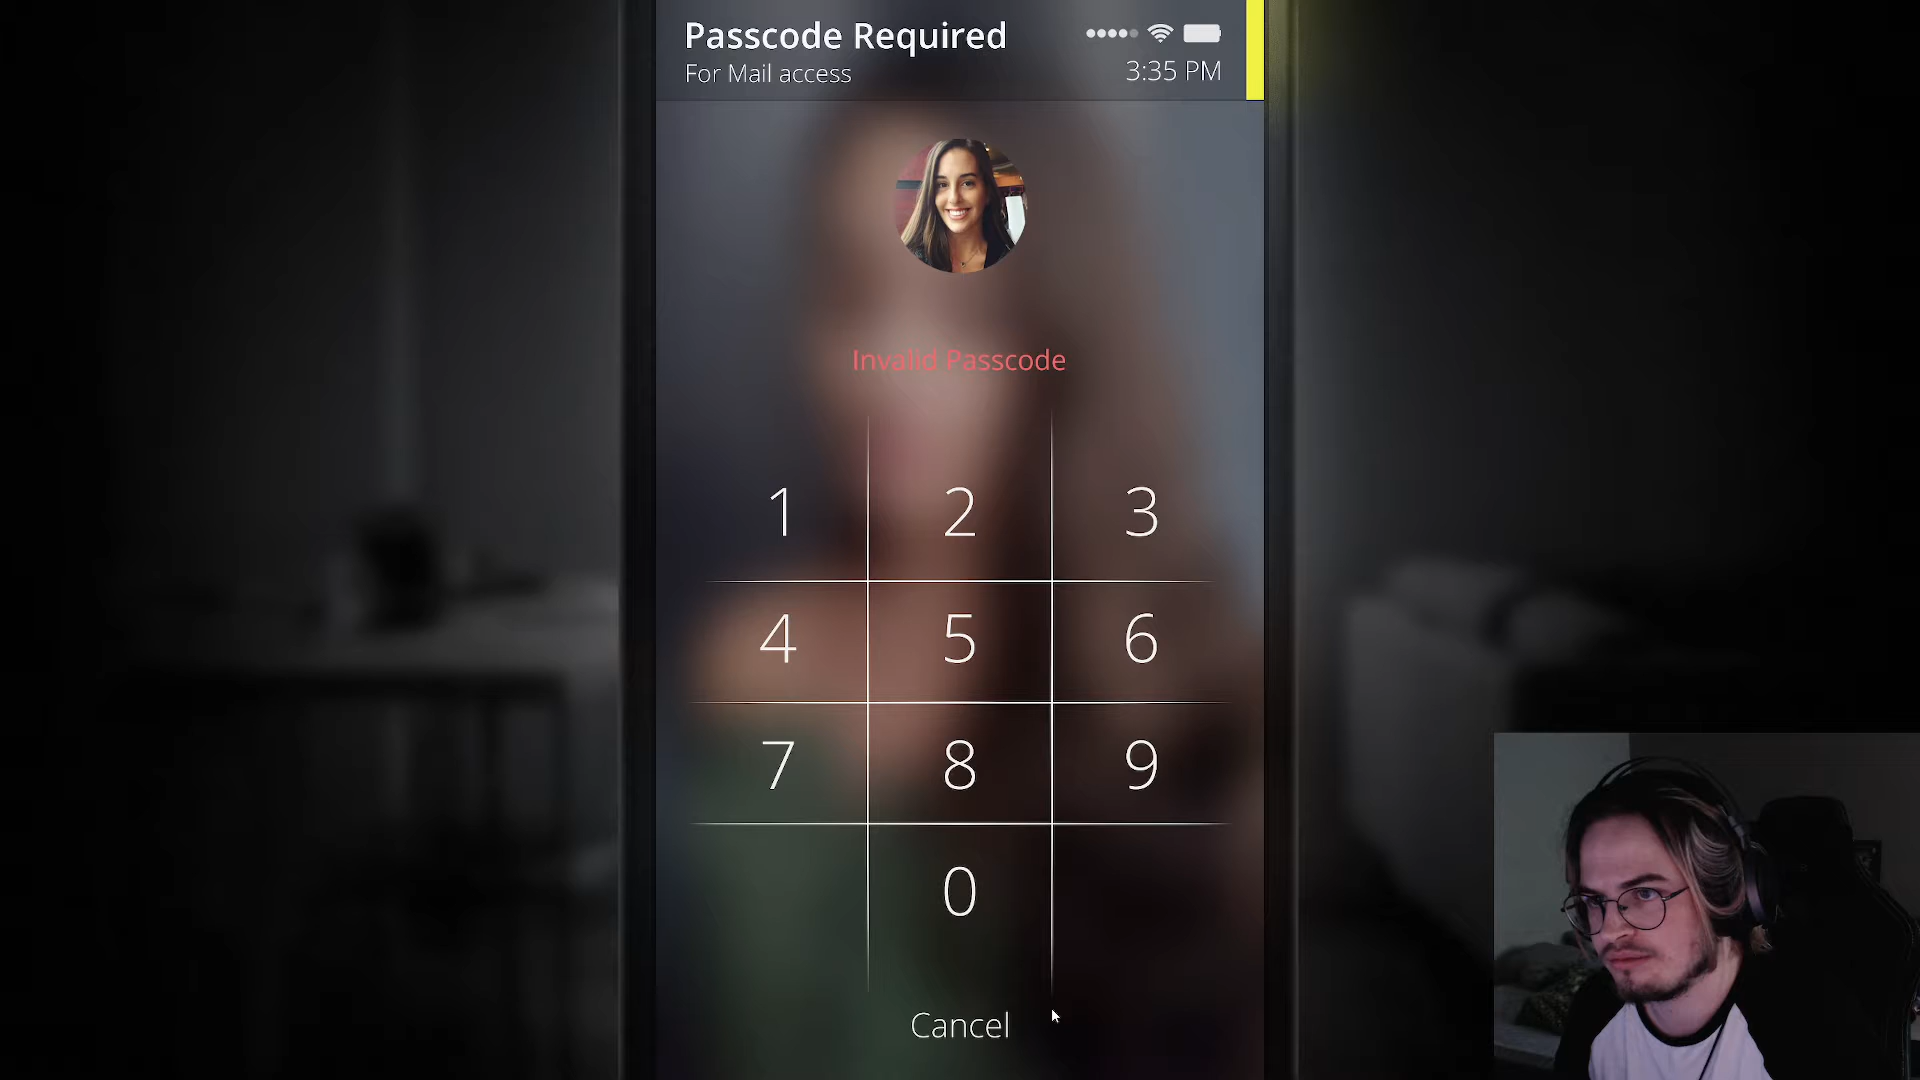 Passcode Required
For Mail access
3:35 PM
Invalid Passcode
1 2 3
4 5 6
7 8 9
0
Cancel